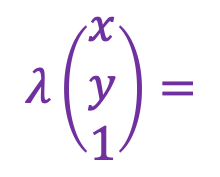 λ(x y 1) =